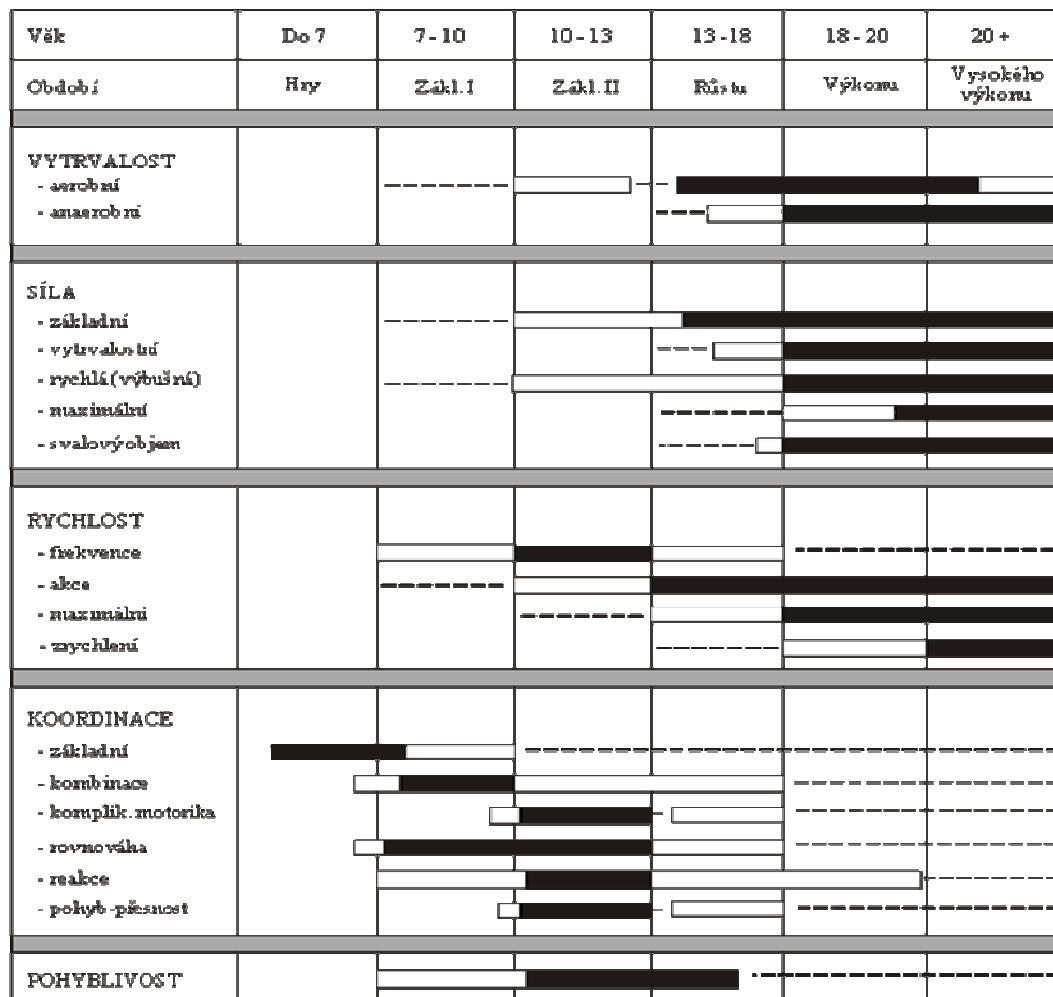 Věk Do 7 7 - 10 10 - 13 13 - 18 18 - 20 20 +
Období Hry Zákl. I Zákl. II Růstu Výkonu Vysokého výkonu
VYTRVALOST
- aerobní
- anaerobní
SÍLA
- základní
- vytrvalostní
- rychlá (výbušní)
- maximální
- svalový objem
RYCHLOST
- frekvence
- akce
- maximální
- zrychlení
KOORDINACE
- základní
- kombinace
- komplik. motorika
- rovnováha
- reakce
- pohyb -přesnost
POHYBLIVOST